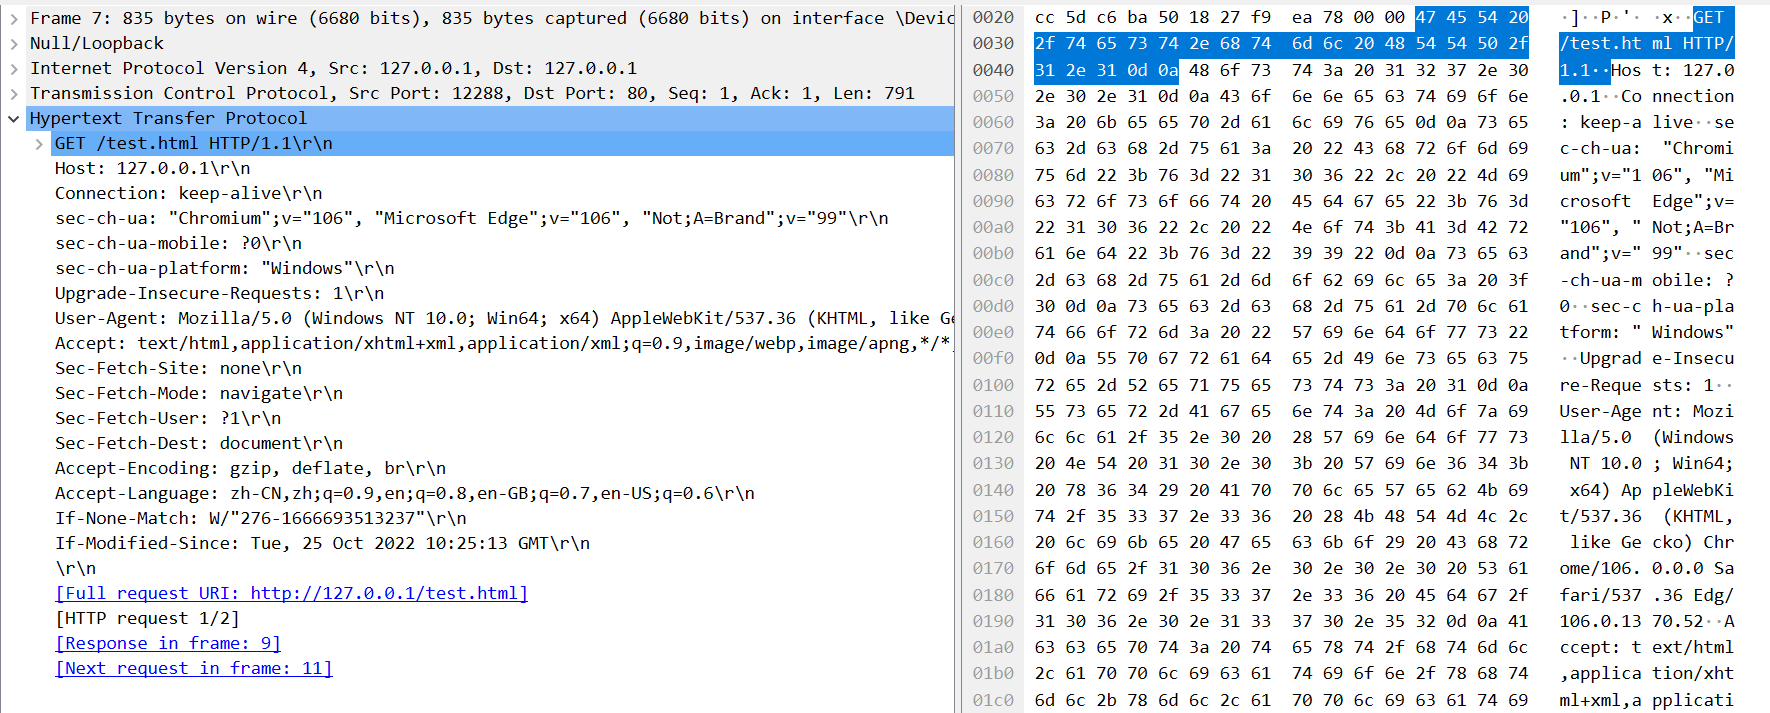 Frame 7: 835 bytes on wire (6680 bits), 835 bytes captured (6680 bits) on interface \Devic
Null/Loopback
Internet Protocol Version 4, Src: 127.0.0.1, Dst: 127.0.0.1
Transmission Control Protocol, Src Port: 12288, Dst Port: 80, Seq: 1, Ack: 1, Len: 791
Hypertext Transfer Protocol
GET /test.html HTTP/1.1\r\n
Host: 127.0.0.1\r\n
Connection: keep-alive\r\n
sec-ch-ua: "Chromium";v="106", "Microsoft Edge";v="106", "Not;A=Brand";v="99"\r\n
sec-ch-ua-mobile: ?0\r\n
sec-ch-ua-platform: "Windows"\r\n
Upgrade-Insecure-Requests: 1\r\n
User-Agent: Mozilla/5.0 (Windows NT 10.0; Win64; x64) AppleWebKit/537.36 (KHTML, like Ge
Accept: text/html,application/xhtml+xml,application/xml;q=0.9,image/webp,image/apng,*/*,
Sec-Fetch-Site: none\r\n
Sec-Fetch-Mode: navigate\r\n
Sec-Fetch-User: ?1\r\n
Sec-Fetch-Dest: document\r\n
Accept-Encoding: gzip, deflate, br\r\n
Accept-Language: zh-CN,zh;q=0.9,en;q=0.8,en-GB;q=0.7,en-US;q=0.6\r\n
If-None-Match: W/"276-1666693513237"\r\n
If-Modified-Since: Tue, 25 Oct 2022 10:25:13 GMT\r\n
\r\n
[Full request URI: http://127.0.0.1/test.html]
[HTTP request 1/2]
[Response in frame: 9]
[Next request in frame: 11]
0020 cc 5d c6 ba 50 18 27 f9 ea 78 00 00 47 45 54 20 ·]··P·'· ·x··GET
0030 2f 74 65 73 74 2e 68 74 6d 6c 20 48 54 54 50 2f /test.ht ml HTTP/
0040 31 2e 31 0d 0a 48 6f 73 74 3a 20 31 32 37 2e 30 1.1··Hos t: 127.0
0050 2e 30 2e 31 0d 0a 43 6f 6e 6e 65 63 74 69 6f 6e .0.1··Co nnection
0060 3a 20 6b 65 65 70 2d 61 6c 69 76 65 0d 0a 73 65 : keep-a live··se
0070 63 2d 63 68 2d 75 61 3a 20 22 43 68 72 6f 6d 69 c-ch-ua: "Chromi
0080 75 6d 22 3b 76 3d 22 31 30 36 22 2c 20 22 4d 69 um";v="1 06", "Mi
0090 63 72 6f 73 6f 66 74 20 45 64 67 65 22 3b 76 3d crosoft Edge";v=
00a0 22 31 30 36 22 2c 20 22 4e 6f 74 3b 41 3d 42 72 "106", " Not;A=Br
00b0 61 6e 64 22 3b 76 3d 22 39 39 22 0d 0a 73 65 63 and";v=" 99"··sec
00c0 2d 63 68 2d 75 61 2d 6d 6f 62 69 6c 65 3a 20 3f -ch-ua-m obile: ?
00d0 30 0d 0a 73 65 63 2d 63 68 2d 75 61 2d 70 6c 61 0··sec-c h-ua-pla
00e0 74 66 6f 72 6d 3a 20 22 57 69 6e 64 6f 77 73 22 tform: " Windows"
00f0 0d 0a 55 70 67 72 61 64 65 2d 49 6e 73 65 63 75 ··Upgrad e-Insecu
0100 72 65 2d 52 65 71 75 65 73 74 73 3a 20 31 0d 0a re-Reque sts: 1··
0110 55 73 65 72 2d 41 67 65 6e 74 3a 20 4d 6f 7a 69 User-Age nt: Mozi
0120 6c 6c 61 2f 35 2e 30 20 28 57 69 6e 64 6f 77 73 lla/5.0 (Windows
0130 20 4e 54 20 31 30 2e 30 3b 20 57 69 6e 36 34 3b NT 10.0 ; Win64;
0140 20 78 36 34 29 20 41 70 70 6c 65 57 65 62 4b 69 x64) Ap pleWebKi
0150 74 2f 35 33 37 2e 33 36 20 28 4b 48 54 4d 4c 2c t/537.36 (KHTML,
0160 20 6c 69 6b 65 20 47 65 63 6b 6f 29 20 43 68 72 like Ge cko) Chr
0170 6f 6d 65 2f 31 30 36 2e 30 2e 30 2e 30 20 53 61 ome/106. 0.0.0 Sa
0180 66 61 72 69 2f 35 33 37 2e 33 36 20 45 64 67 2f fari/537 .36 Edg/
0190 31 30 36 2e 30 2e 31 33 37 30 2e 35 32 0d 0a 41 106.0.13 70.52··A
01a0 63 63 65 70 74 3a 20 74 65 78 74 2f 68 74 6d 6c ccept: t ext/html
01b0 2c 61 70 70 6c 69 63 61 74 69 6f 6e 2f 78 68 74 ,applica tion/xht
01c0 6d 6c 2b 78 6d 6c 2c 61 70 70 6c 69 63 61 74 69 ml+xml,a pplicati